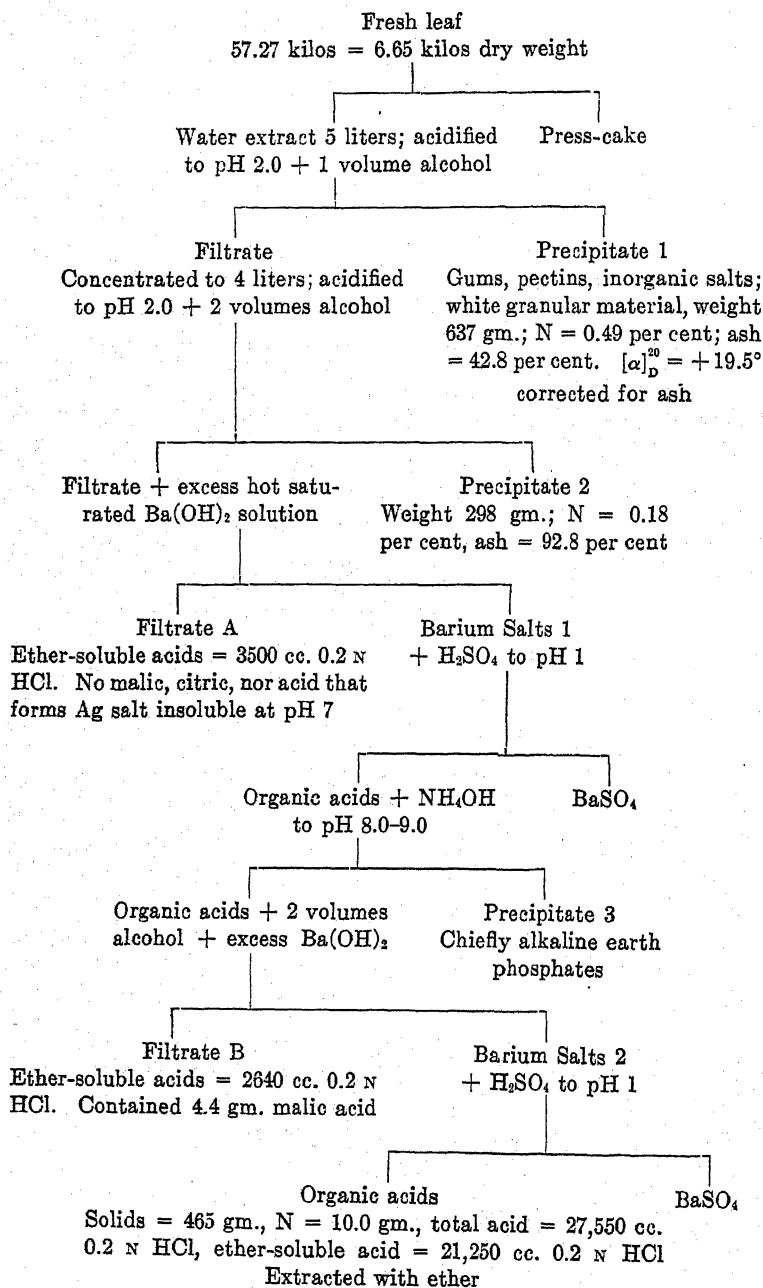 Fresh leaf
57.27 kilos = 6.65 kilos dry weight
Water extract 5 liters; acidified
to pH 2.0 + 1 volume alcohol
Press-cake
Filtrate
Concentrated to 4 liters; acidified
to pH 2.0 + 2 volumes alcohol
Precipitate 1
Gums, pectins, inorganic salts;
white granular material, weight
637 gm.; N = 0.49 per cent; ash
= 42.8 per cent. [α]²⁰_D = +19.5°
corrected for ash
Filtrate + excess hot satu-
rated Ba(OH)₂ solution
Precipitate 2
Weight 298 gm.; N = 0.18
per cent, ash = 92.8 per cent
Filtrate A
Ether-soluble acids = 3500 cc. 0.2 N
HCl. No malic, citric, nor acid that
forms Ag salt insoluble at pH 7
Barium Salts 1
+ H₂SO₄ to pH 1
Organic acids + NH₄OH
to pH 8.0–9.0
BaSO₄
Organic acids + 2 volumes
alcohol + excess Ba(OH)₂
Precipitate 3
Chiefly alkaline earth
phosphates
Filtrate B
Ether-soluble acids = 2640 cc. 0.2 N
HCl. Contained 4.4 gm. malic acid
Barium Salts 2
+ H₂SO₄ to pH 1
Organic acids
Solids = 465 gm., N = 10.0 gm., total acid = 27,550 cc.
0.2 N HCl, ether-soluble acid = 21,250 cc. 0.2 N HCl
Extracted with ether
BaSO₄